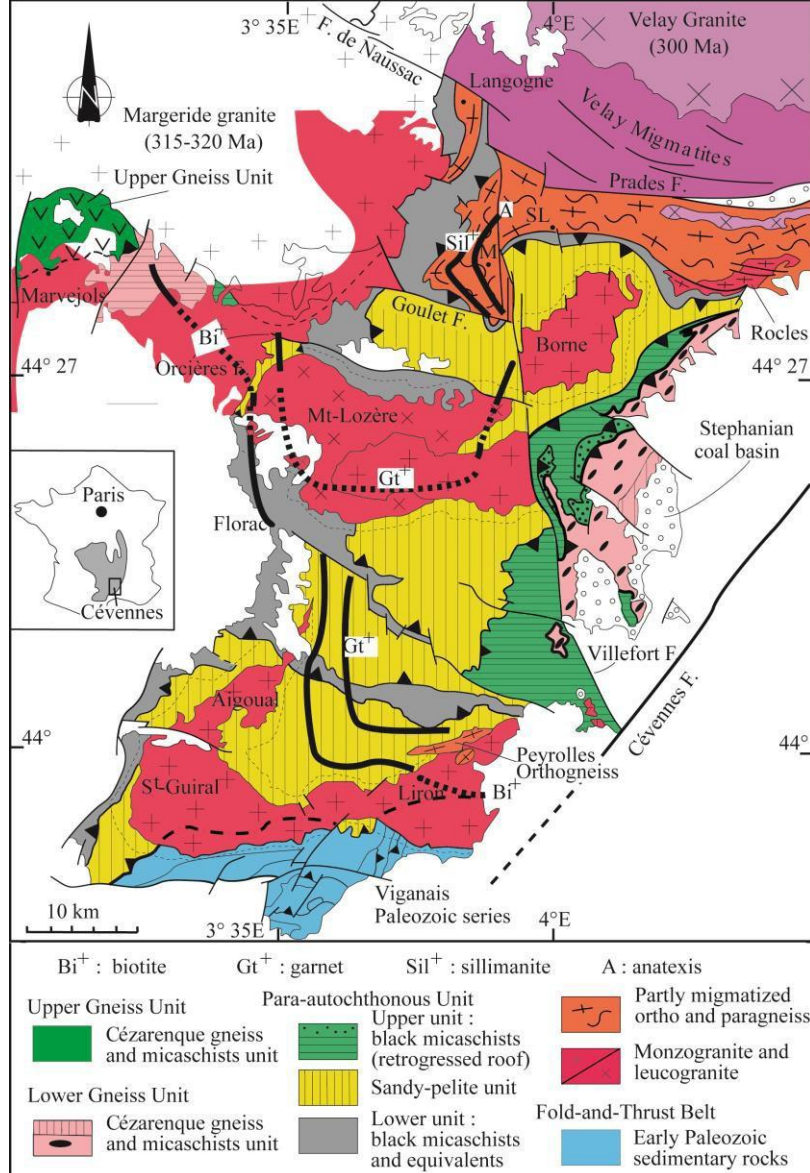 3° 35E
4° E
F. de Naussac
Velay Granite
(300 Ma)
N
Langogne
Margeride granite
(315-320 Ma)
Velay Migmatites
Upper Gneiss Unit
Prades F.
A
SL
Sil+
M
Marvejols
Goulet F.
Rocles
Bi+
Borne
Orcières F.
44° 27
44° 27
Mt-Lozère
Stephanian
coal basin
Paris
Gt+
Florac
Cévennes
Gt+
Villefort F
Aigoual
Cévennes F.
44°
44°
Peyrolles
Orthogneiss
St-Guiral
Liron
Bi+
Viganais
Paleozoic series
10 km
3° 35E
4°E
Bi+ : biotite Gt+ : garnet Sil+ : sillimanite A : anatexis
Upper Gneiss Unit
Cézarenque gneiss
and micaschists unit
Lower Gneiss Unit
Cézarenque gneiss
and micaschists unit
Para-autochthonous Unit
Upper unit :
black micaschists
(retrogressed roof)
Sandy-pelite unit
Lower unit :
black micaschists
and equivalents
Partly migmatized
ortho and paragneiss
Monzogranite and
leucogranite
Fold-and-Thrust Belt
Early Paleozoic
sedimentary rocks